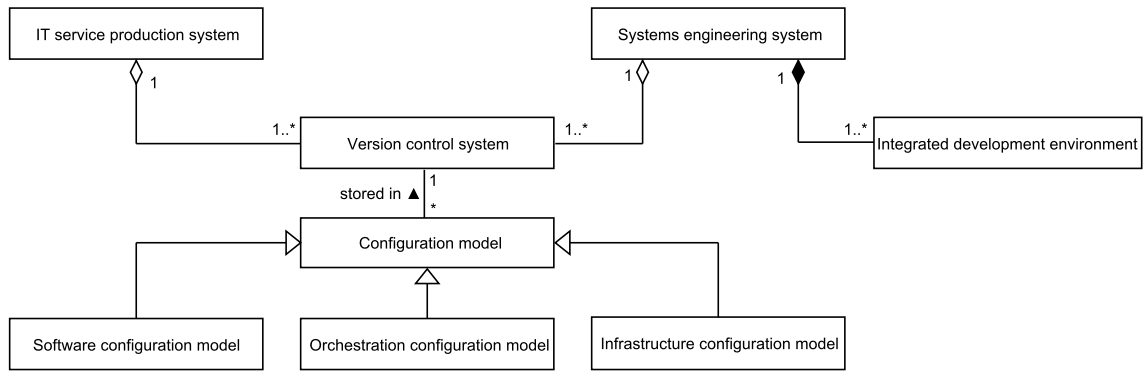 IT service production system
Systems engineering system
1
1
1
1..*
1..*
1..*
Version control system
Integrated development environment
stored in ▲
1
*
Configuration model
Software configuration model
Orchestration configuration model
Infrastructure configuration model